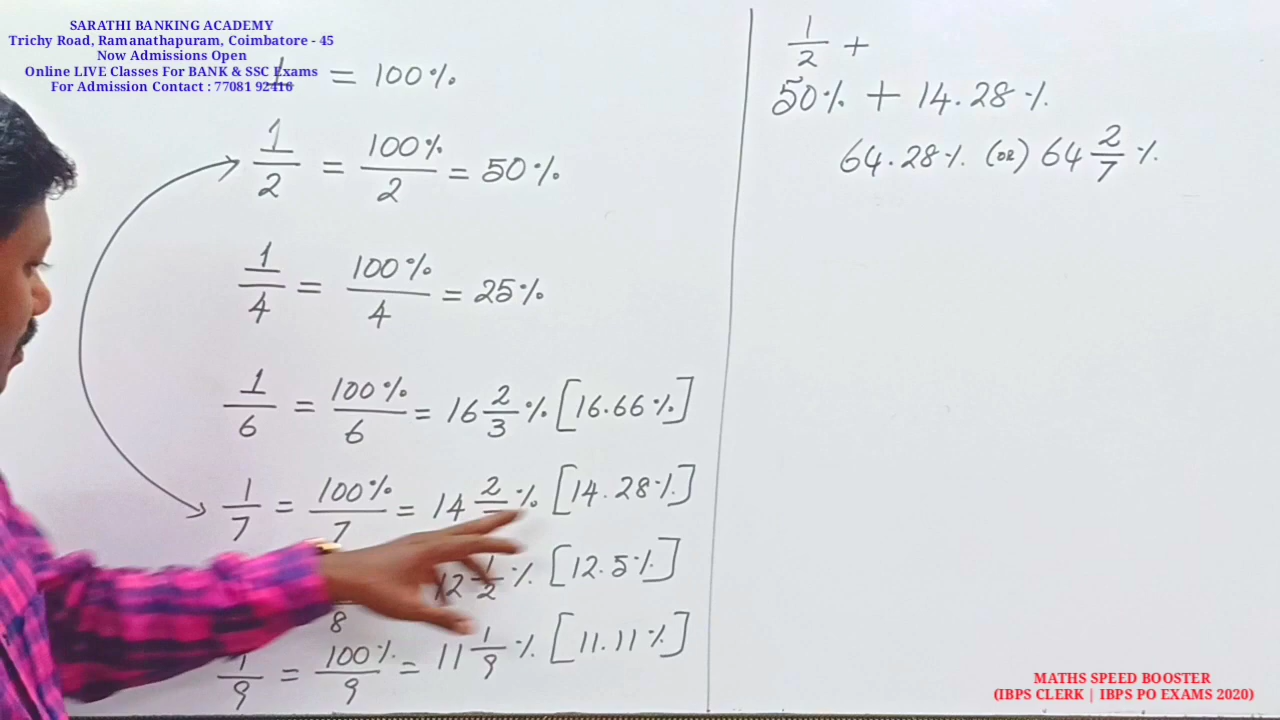 SARATHI BANKING ACADEMY
Trichy Road, Ramanathapuram, Coimbatore - 45
Now Admissions Open
Online LIVE Classes For BANK & SSC Exams
For Admission Contact : 77081 92416
1 = 100%
1/2 = 100%/2 = 50%
1/4 = 100%/4 = 25%
1/6 = 100%/6 = 16 2/3 % [16.66%]
1/7 = 100%/7 = 14 2/ % [14.28%]
8 12 1/2 % [12.5%]
1/9 = 100%/9 = 11 1/9 % [11.11%]
1/2 +
50% + 14.28%
64.28% (OR) 64 2/7 %
MATHS SPEED BOOSTER
(IBPS CLERK | IBPS PO EXAMS 2020)